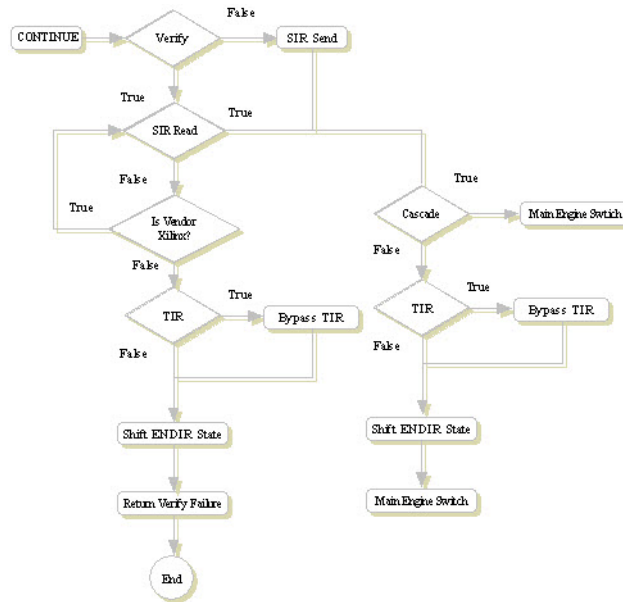 False
CONTINUE
Verify
SIR Send
True
True
SIR Read
True
False
True
Is Vendor
Xilinx?
Cascade
Main Engine Swtich
False
False
True
True
TIR
Bypass TIR
TIR
Bypass TIR
False
False
Shift ENDIR State
Shift ENDIR State
Return Verify Failure
Main Engine Switch
End